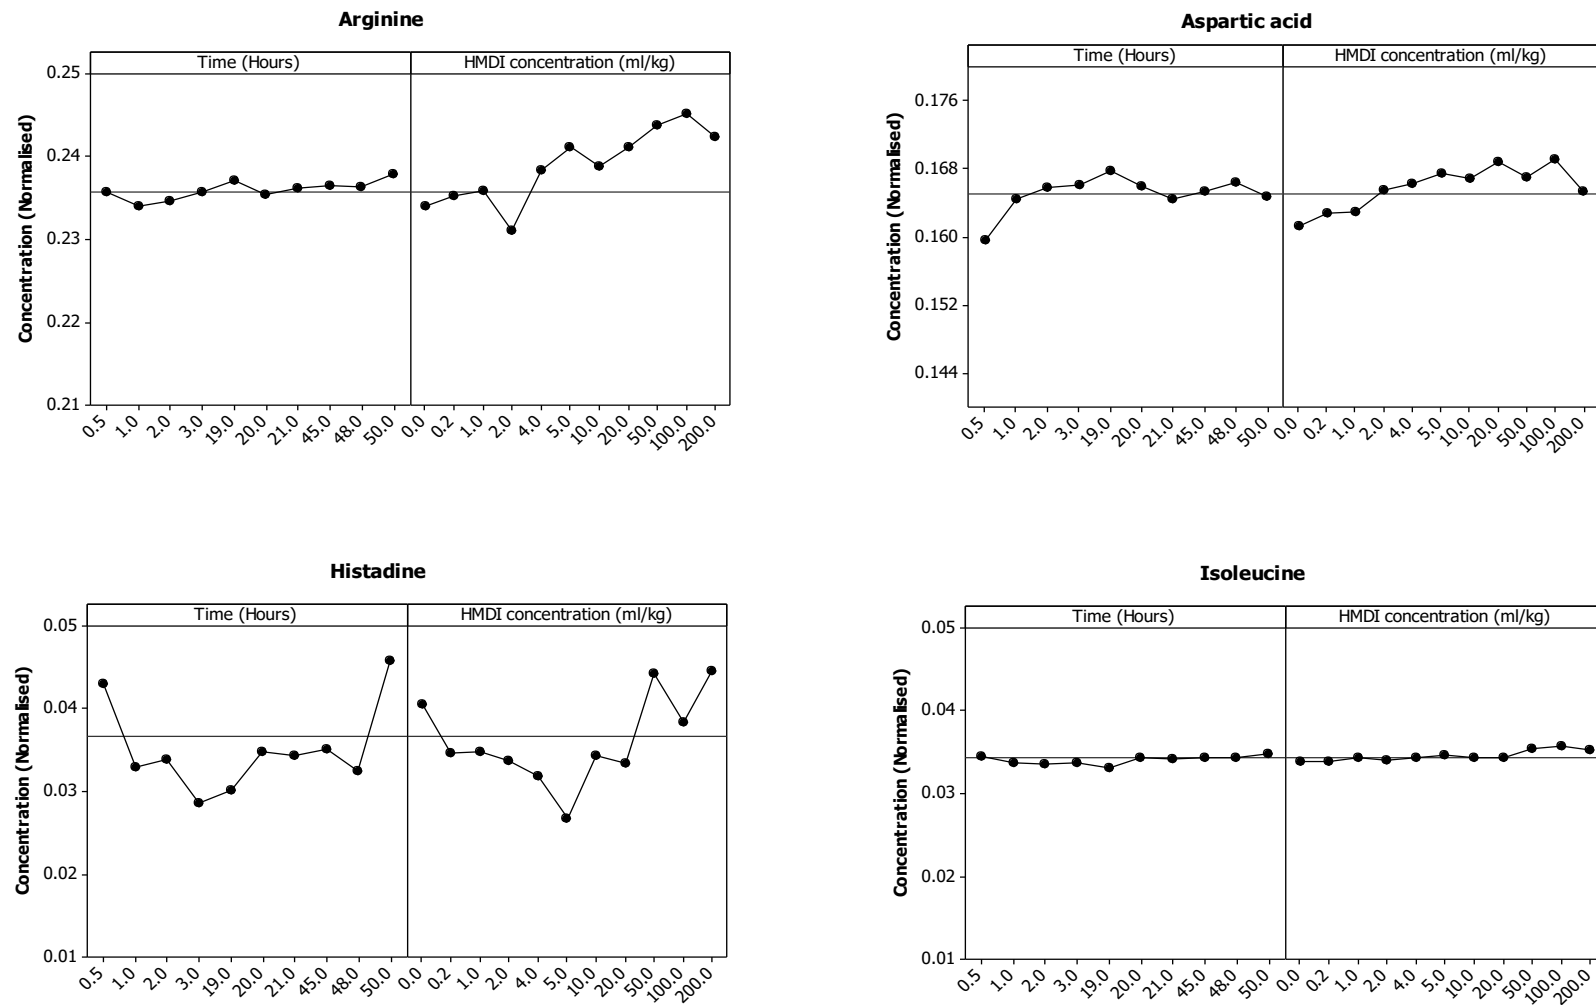 Arginine
Time (Hours) HMDI concentration (ml/kg)
Concentration (Normalised)
0.25
0.24
0.23
0.22
0.21
0.5 1.0 2.0 3.0 19.0 20.0 21.0 45.0 48.0 50.0 0.0 0.2 1.0 2.0 4.0 5.0 10.0 20.0 50.0 100.0 200.0
Aspartic acid
Time (Hours) HMDI concentration (ml/kg)
Concentration (Normalised)
0.176
0.168
0.160
0.152
0.144
0.5 1.0 2.0 3.0 19.0 20.0 21.0 45.0 48.0 50.0 0.0 0.2 1.0 2.0 4.0 5.0 10.0 20.0 50.0 100.0 200.0
Histadine
Time (Hours) HMDI concentration (ml/kg)
Concentration (Normalised)
0.05
0.04
0.03
0.02
0.01
0.5 1.0 2.0 3.0 19.0 20.0 21.0 45.0 48.0 50.0 0.0 0.2 1.0 2.0 4.0 5.0 10.0 20.0 50.0 100.0 200.0
Isoleucine
Time (Hours) HMDI concentration (ml/kg)
Concentration (Normalised)
0.05
0.04
0.03
0.02
0.01
0.5 1.0 2.0 3.0 19.0 20.0 21.0 45.0 48.0 50.0 0.0 0.2 1.0 2.0 4.0 5.0 10.0 20.0 50.0 100.0 200.0